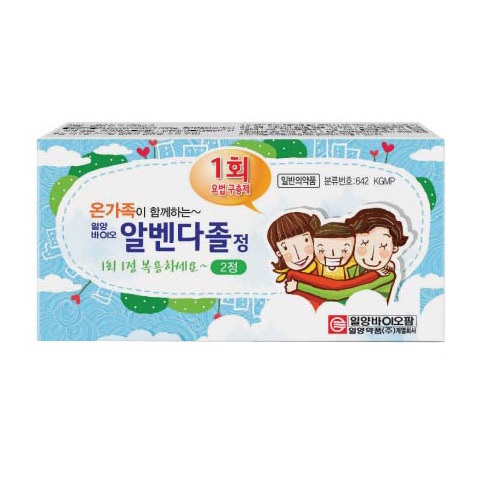 1회
요법 구충제
일반의약품 분류번호:642 KGMP
온가족이 함께하는~
일양
바이오 알벤다졸정
1회 1정 복용하세요~ 2정
일양바이오팜
일양약품(주)계열회사